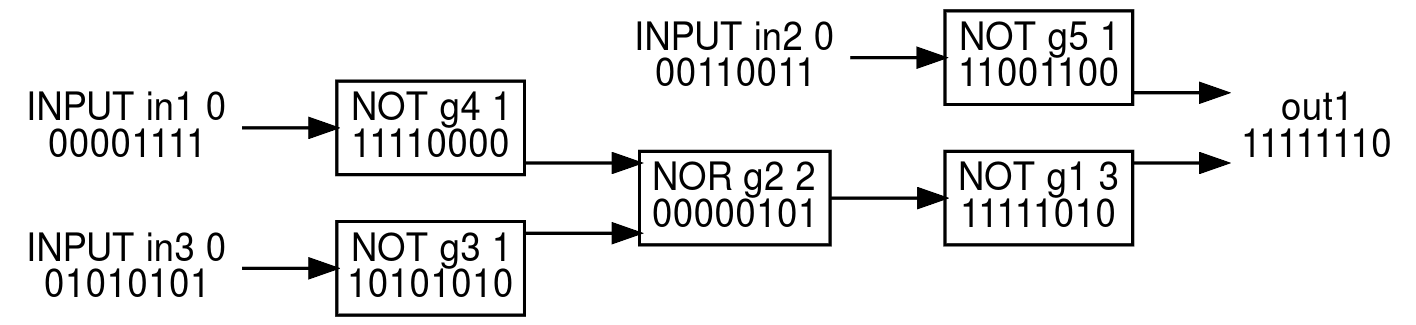 INPUT in2 0
00110011
NOT g5 1
11001100
INPUT in1 0
00001111
NOT g4 1
11110000
out1
11111110
NOR g2 2
00000101
NOT g1 3
11111010
INPUT in3 0
01010101
NOT g3 1
10101010